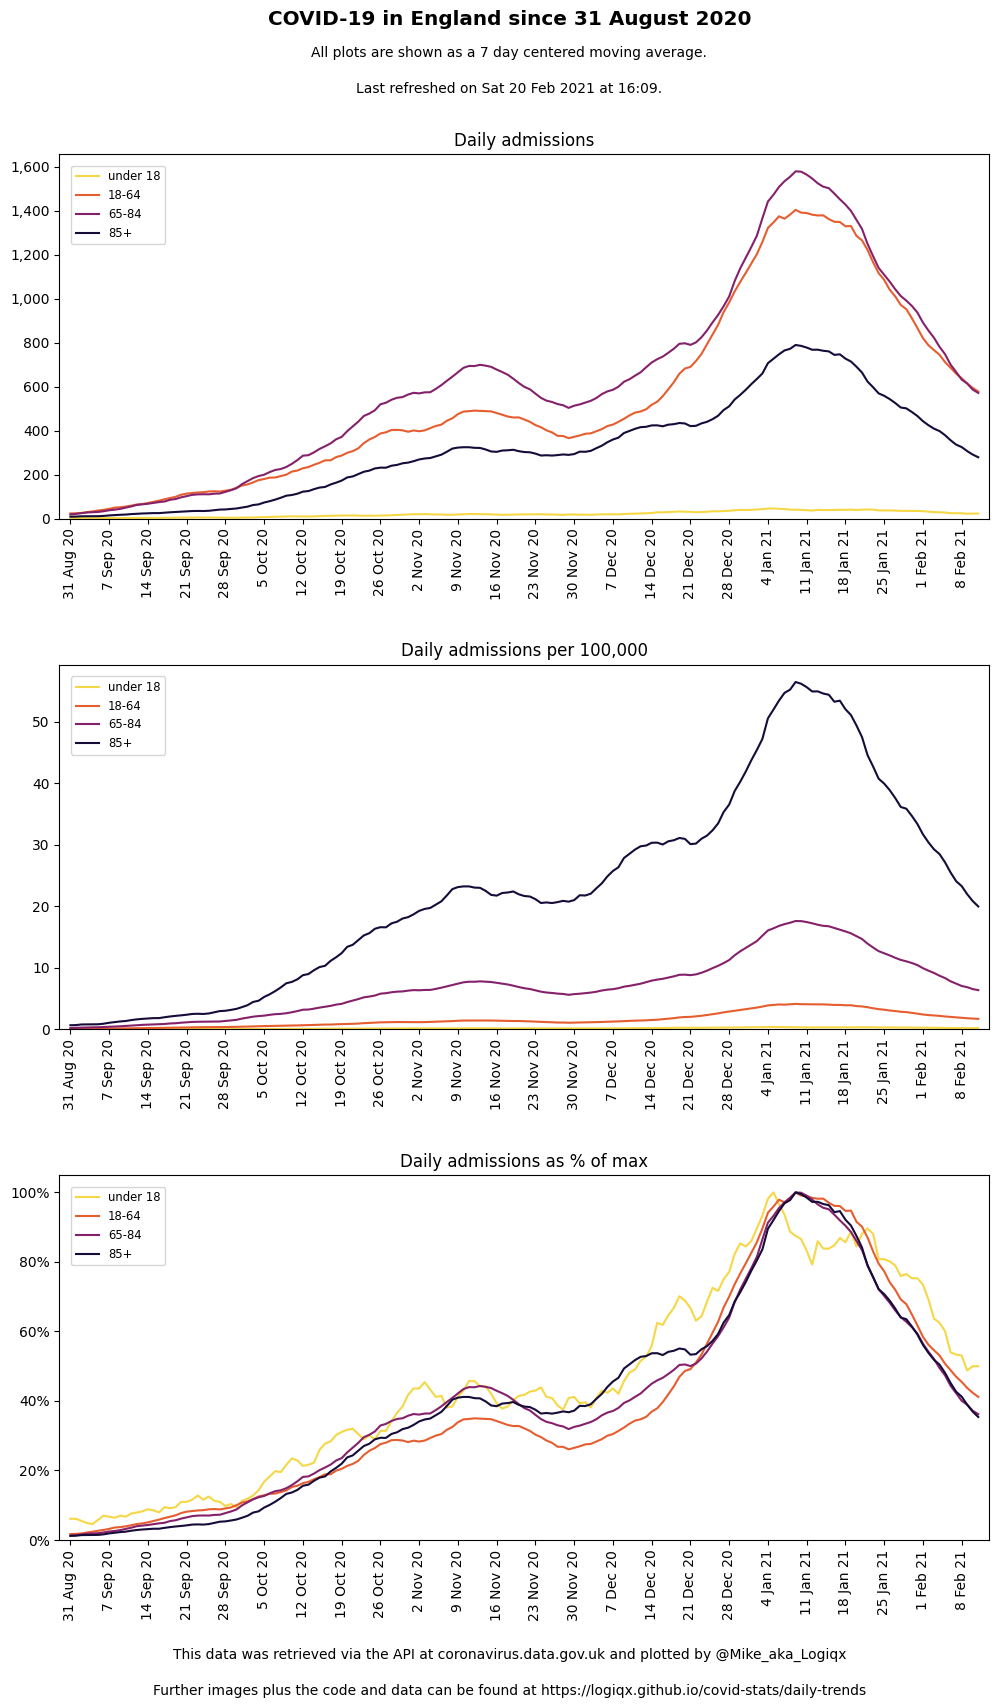 COVID-19 in England since 31 August 2020
All plots are shown as a 7 day centered moving average.
Last refreshed on Sat 20 Feb 2021 at 16:09.
Daily admissions
1,600
1,400
1,200
1,000
800
600
400
200
0
under 18
18-64
65-84
85+
31 Aug 20
7 Sep 20
14 Sep 20
21 Sep 20
28 Sep 20
5 Oct 20
12 Oct 20
19 Oct 20
26 Oct 20
2 Nov 20
9 Nov 20
16 Nov 20
23 Nov 20
30 Nov 20
7 Dec 20
14 Dec 20
21 Dec 20
28 Dec 20
4 Jan 21
11 Jan 21
18 Jan 21
25 Jan 21
1 Feb 21
8 Feb 21
Daily admissions per 100,000
50
40
30
20
10
0
under 18
18-64
65-84
85+
31 Aug 20
7 Sep 20
14 Sep 20
21 Sep 20
28 Sep 20
5 Oct 20
12 Oct 20
19 Oct 20
26 Oct 20
2 Nov 20
9 Nov 20
16 Nov 20
23 Nov 20
30 Nov 20
7 Dec 20
14 Dec 20
21 Dec 20
28 Dec 20
4 Jan 21
11 Jan 21
18 Jan 21
25 Jan 21
1 Feb 21
8 Feb 21
Daily admissions as % of max
100%
80%
60%
40%
20%
0%
under 18
18-64
65-84
85+
31 Aug 20
7 Sep 20
14 Sep 20
21 Sep 20
28 Sep 20
5 Oct 20
12 Oct 20
19 Oct 20
26 Oct 20
2 Nov 20
9 Nov 20
16 Nov 20
23 Nov 20
30 Nov 20
7 Dec 20
14 Dec 20
21 Dec 20
28 Dec 20
4 Jan 21
11 Jan 21
18 Jan 21
25 Jan 21
1 Feb 21
8 Feb 21
This data was retrieved via the API at coronavirus.data.gov.uk and plotted by @Mike_aka_Logiqx
Further images plus the code and data can be found at https://logiqx.github.io/covid-stats/daily-trends